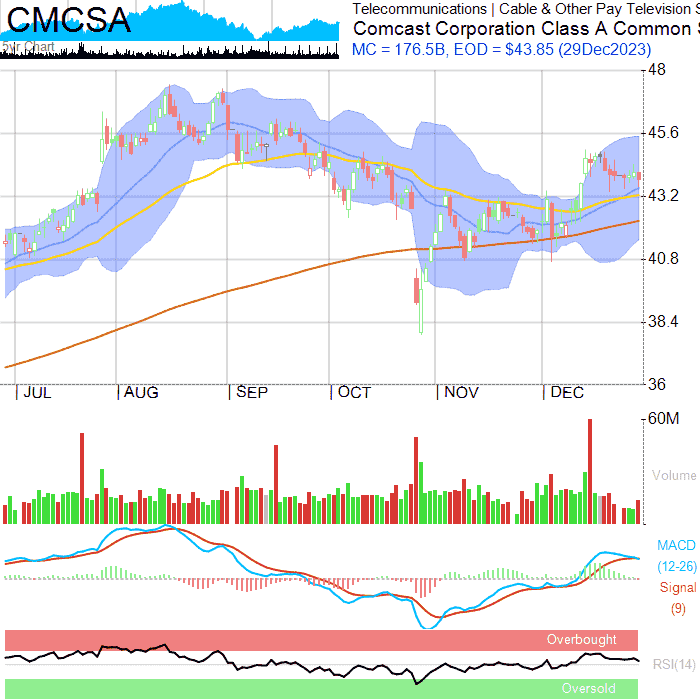 CMCSA
5yr Chart
Telecommunications | Cable & Other Pay Television S
Comcast Corporation Class A Common S
MC = 176.5B, EOD = $43.85 (29Dec2023)
48
45.6
43.2
40.8
38.4
36
| JUL | AUG | SEP | OCT | NOV | DEC
60M
Volume
MACD
(12-26)
Signal
(9)
Overbought
RSI(14)
Oversold